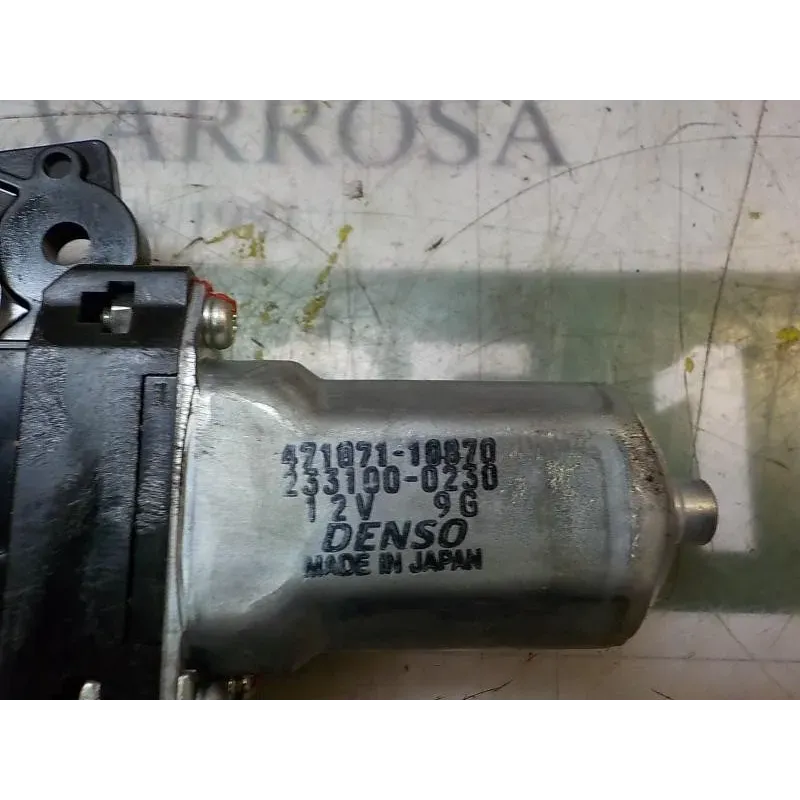 VARROSA
471071-10870
233100-0230
12V 9G
DENSO
MADE IN JAPAN